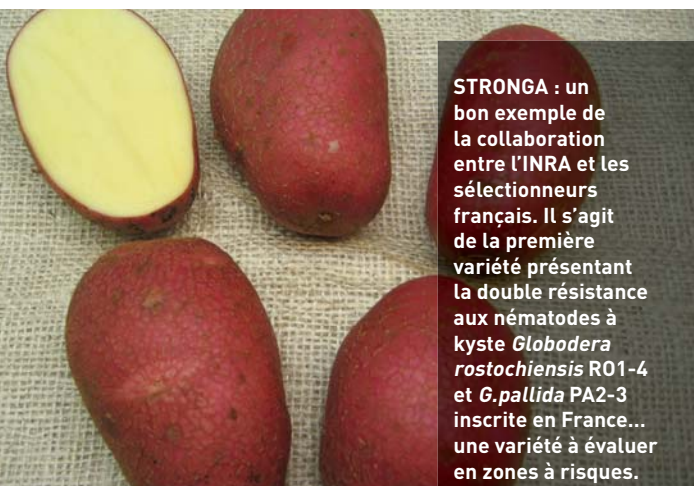 STRONGA : un
bon exemple de
la collaboration
entre l’INRA et les
sélectionneurs
français. Il s’agit
de la première
variété présentant
la double résistance
aux nématodes à
kyste Globodera
rostochiensis RO1-4
et G.pallida PA2-3
inscrite en France...
une variété à évaluer
en zones à risques.